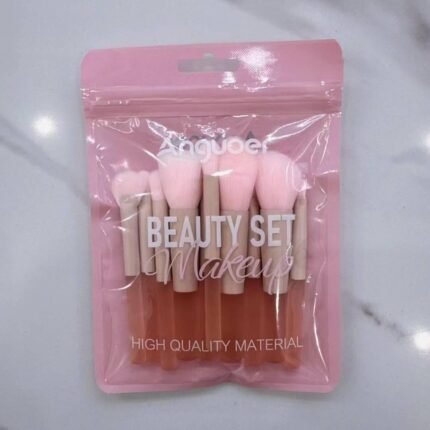 Anguoer
BEAUTY SET
Makeup
HIGH QUALITY MATERIAL